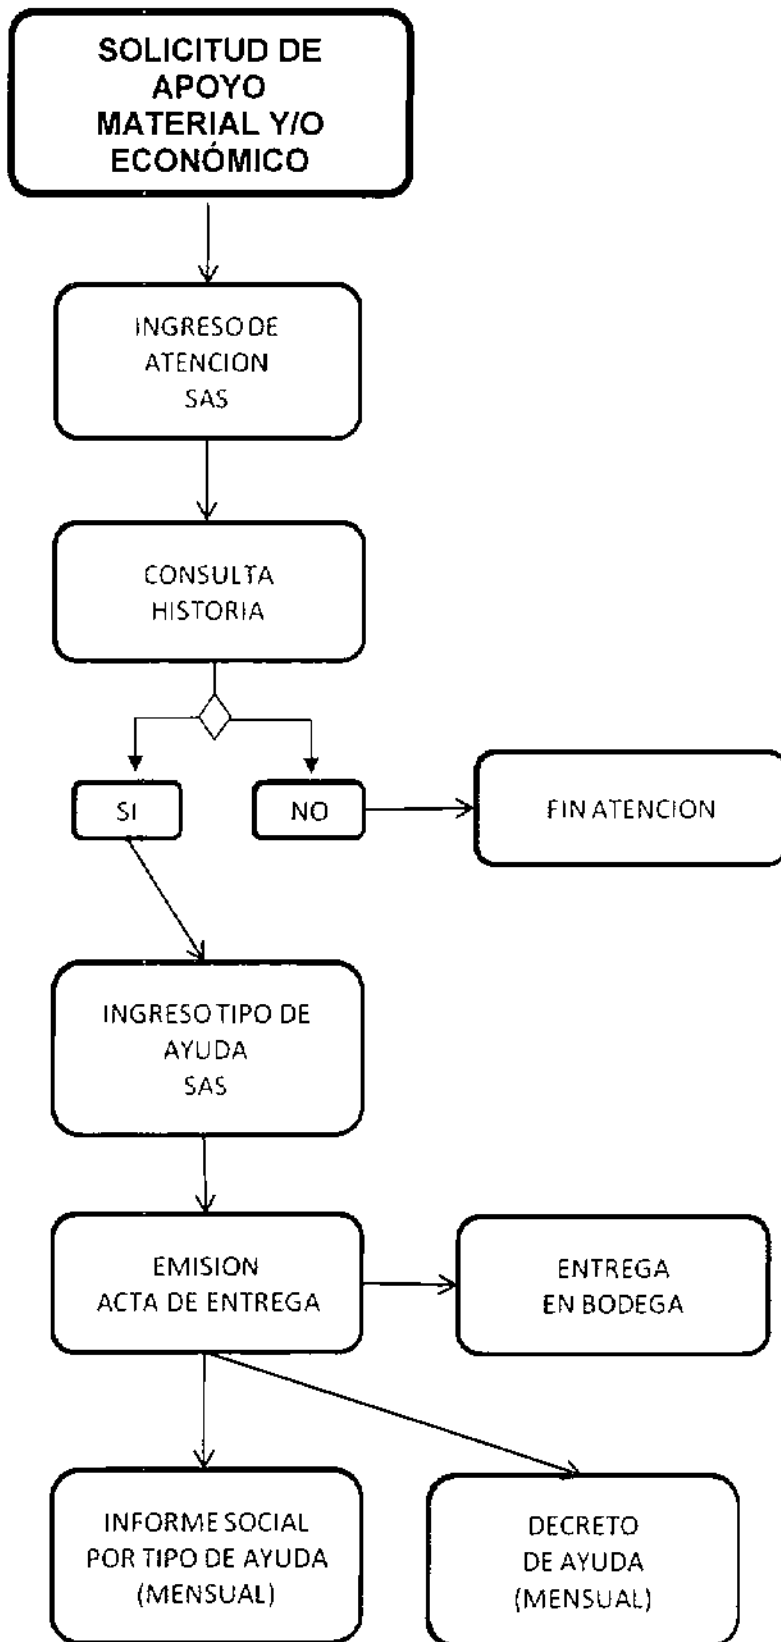 SOLICITUD DE
APOYO
MATERIAL Y/O
ECONÓMICO
INGRESO DE
ATENCION
SAS
CONSULTA
HISTORIA
SI
NO
FIN ATENCION
INGRESO TIPO DE
AYUDA
SAS
EMISION
ACTA DE ENTREGA
ENTREGA
EN BODEGA
INFORME SOCIAL
POR TIPO DE AYUDA
(MENSUAL)
DECRETO
DE AYUDA
(MENSUAL)